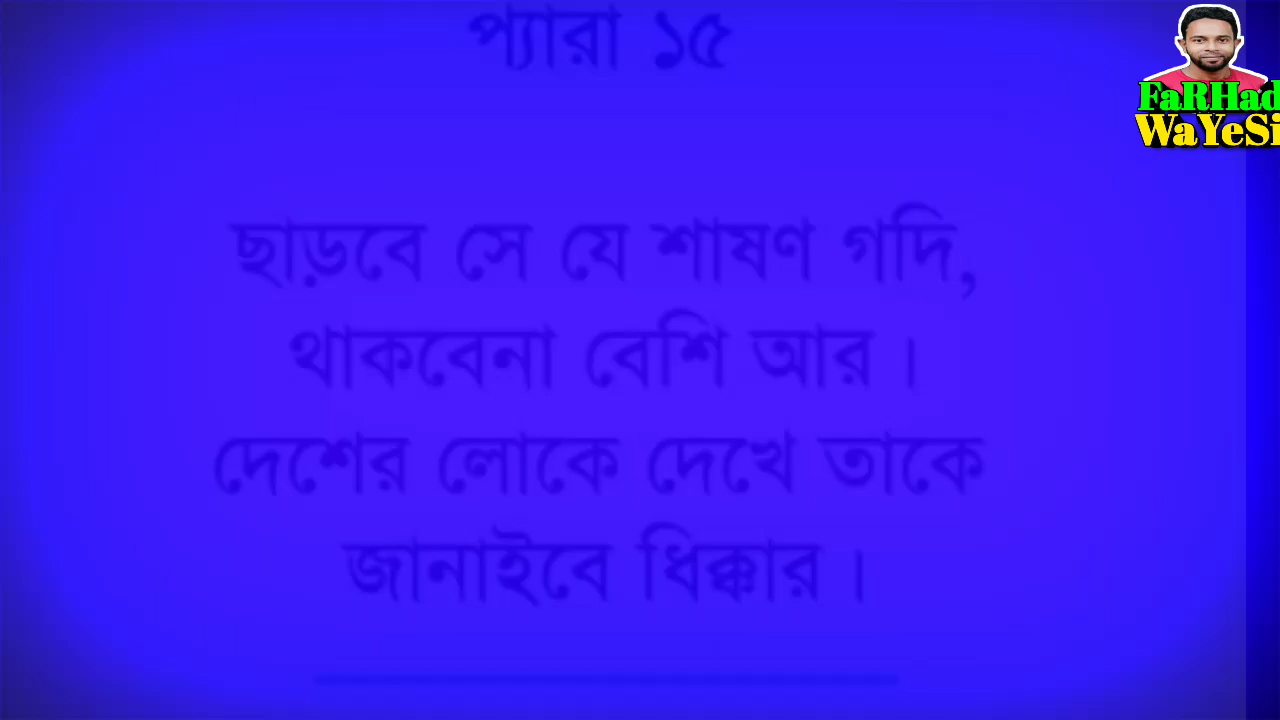 প্যারা ১৫
FaRHad
WaYeSi
ছাড়বে সে যে শাষণ গদি,
থাকবেনা বেশি আর।
দেশের লোকে দেখে তাকে
জানাইবে ধিক্কার।